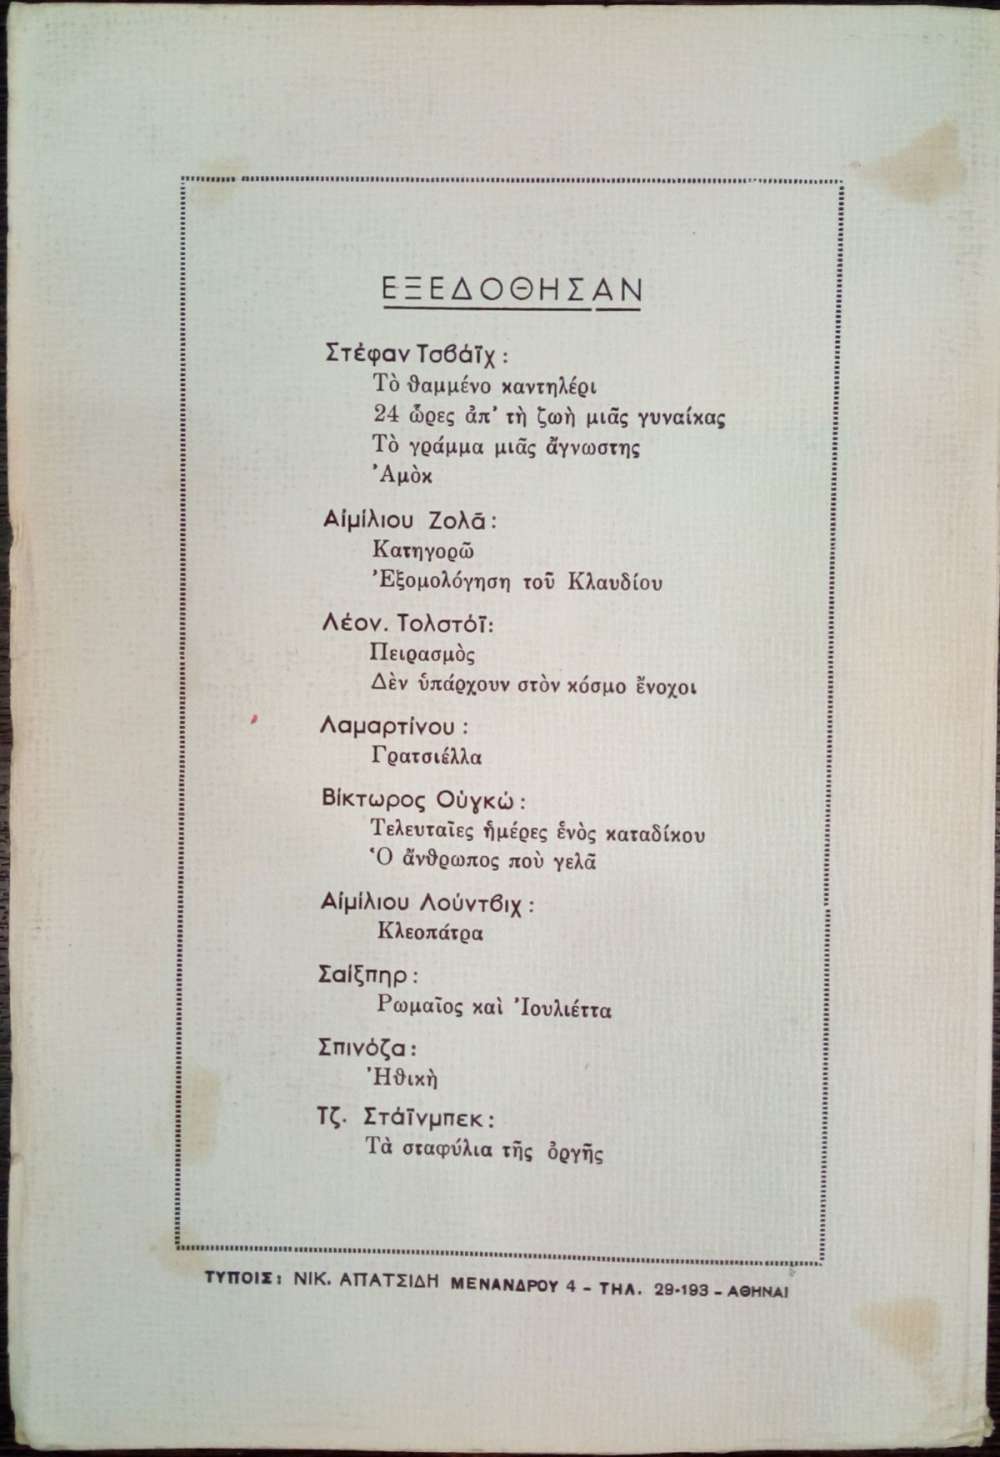 ΕΞΕΔΟΘΗΣΑΝ
Στέφαν Τσβάϊχ :
Τὸ θαμμένο καντηλέρι
24 ὧρες ἀπ' τὴ ζωὴ μιᾶς γυναίκας
Τὸ γράμμα μιᾶς ἄγνωστης
Ἀμὸκ
Αἰμίλιου Ζολᾶ :
Κατηγορῶ
Ἐξομολόγηση τοῦ Κλαυδίου
Λέον. Τολστόϊ:
Πειρασμὸς
Δὲν ὑπάρχουν στὸν κόσμο ἔνοχοι
Λαμαρτίνου :
Γρατσιέλλα
Βίκτωρος Οὑγκώ :
Τελευταῖες ἡμέρες ἑνὸς καταδίκου
Ὁ ἄνθρωπος ποὺ γελᾶ
Αἰμίλιου Λούντβιχ :
Κλεοπάτρα
Σαίξπηρ :
Ρωμαῖος καὶ Ἰουλιέττα
Σπινόζα :
Ἠθικὴ
Τζ. Στάϊνμπεκ :
Τὰ σταφύλια τῆς ὀργῆς
ΤΥΠΟΙΣ : ΝΙΚ. ΑΠΑΤΣΙΔΗ ΜΕΝΑΝΔΡΟΥ 4 – ΤΗΛ. 29-193 – ΑΘΗΝΑΙ